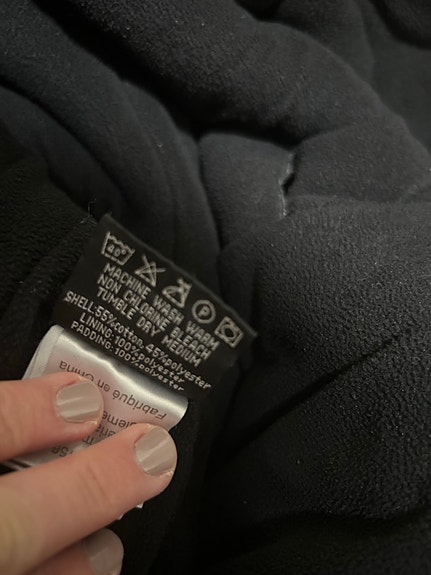 40°
P
MACHINE WASH WARM
NON CHLORINE BLEACH
TUMBLE DRY MEDIUM
SHELL:55%cotton,45%polyester
LINING:100%polyester
PADDING:100%polyester
Fabriqué en Chine